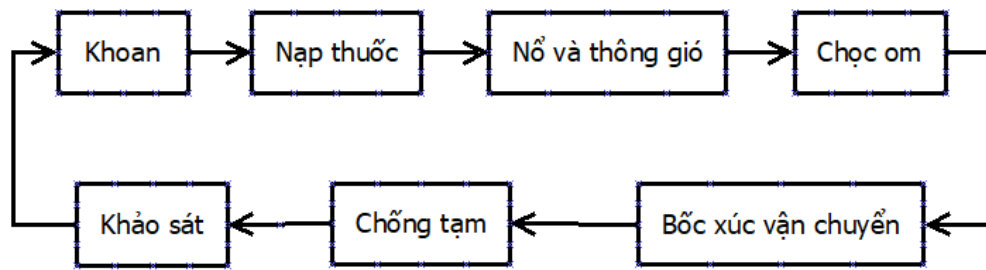 Khoan
Nạp thuốc
Nổ và thông gió
Chọc om
Bốc xúc vận chuyển
Chống tạm
Khảo sát